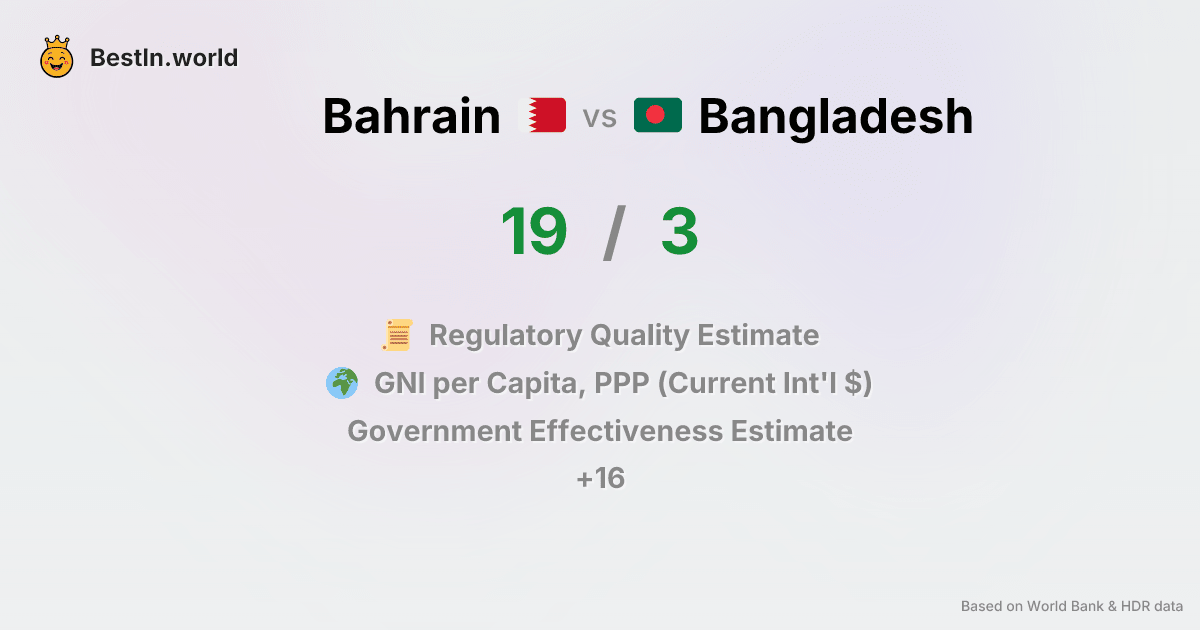 BestIn.world
Bahrain vs Bangladesh
19 / 3
Regulatory Quality Estimate
GNI per Capita, PPP (Current Int'l $)
Government Effectiveness Estimate
+16
Based on World Bank & HDR data